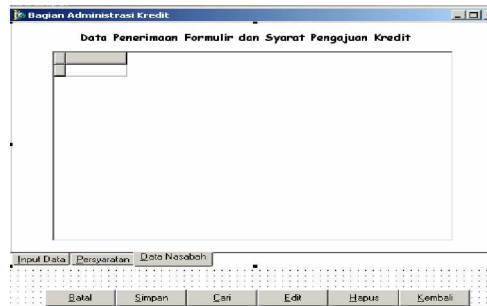 Bagian Administrasi Kredit
Data Penerimaan Formulir dan Syarat Pengajuan Kredit
Input Data Persyaratan Data Nasabah
Batal Simpan Cari Edit Hapus Kembali